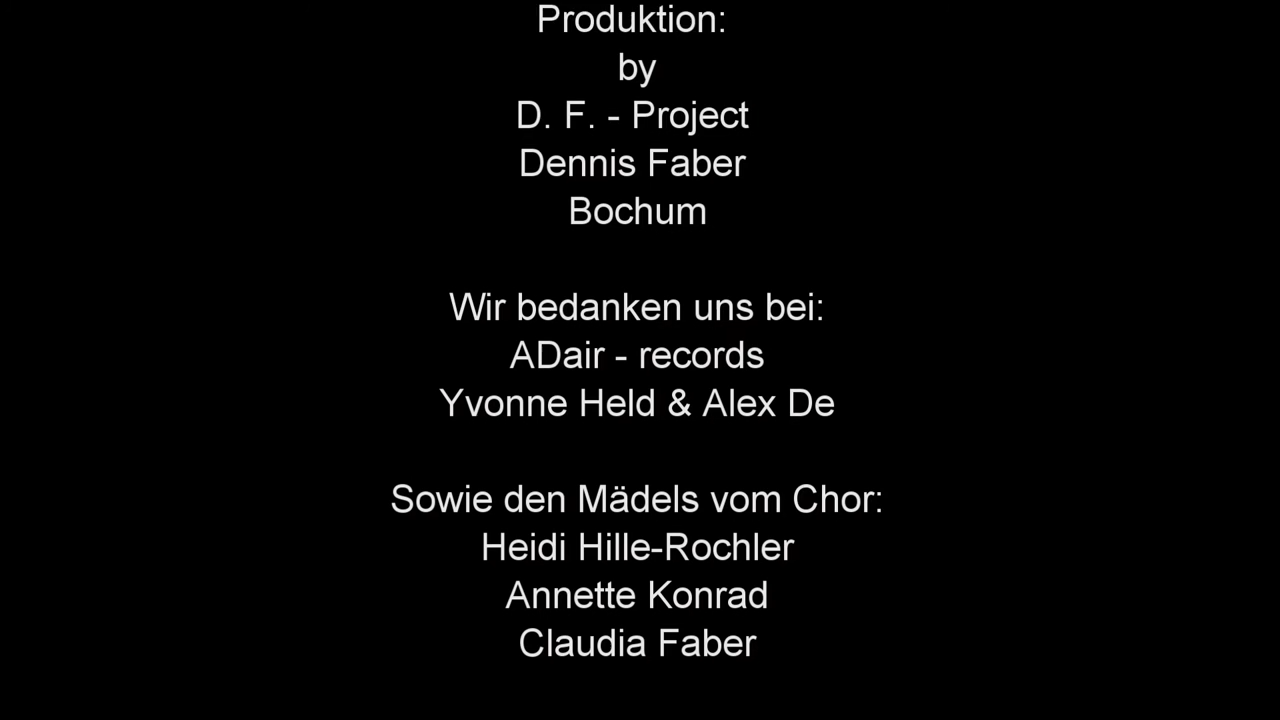 Produktion:
by
D. F. - Project
Dennis Faber
Bochum
Wir bedanken uns bei:
ADair - records
Yvonne Held & Alex De
Sowie den Mädels vom Chor:
Heidi Hille-Rochler
Annette Konrad
Claudia Faber